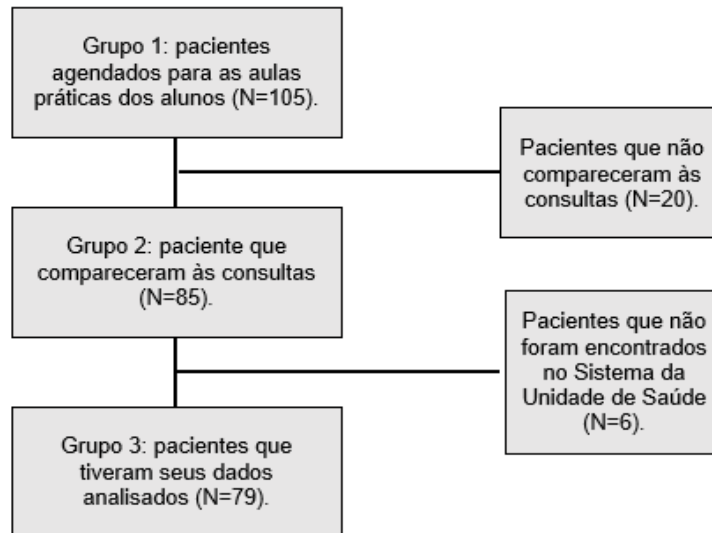 Grupo 1: pacientes
agendados para as aulas
práticas dos alunos (N=105).
Pacientes que não
compareceram às
consultas (N=20).
Grupo 2: paciente que
compareceram às consultas
(N=85).
Pacientes que não
foram encontrados
no Sistema da
Unidade de Saúde
(N=6).
Grupo 3: pacientes que
tiveram seus dados
analisados (N=79).